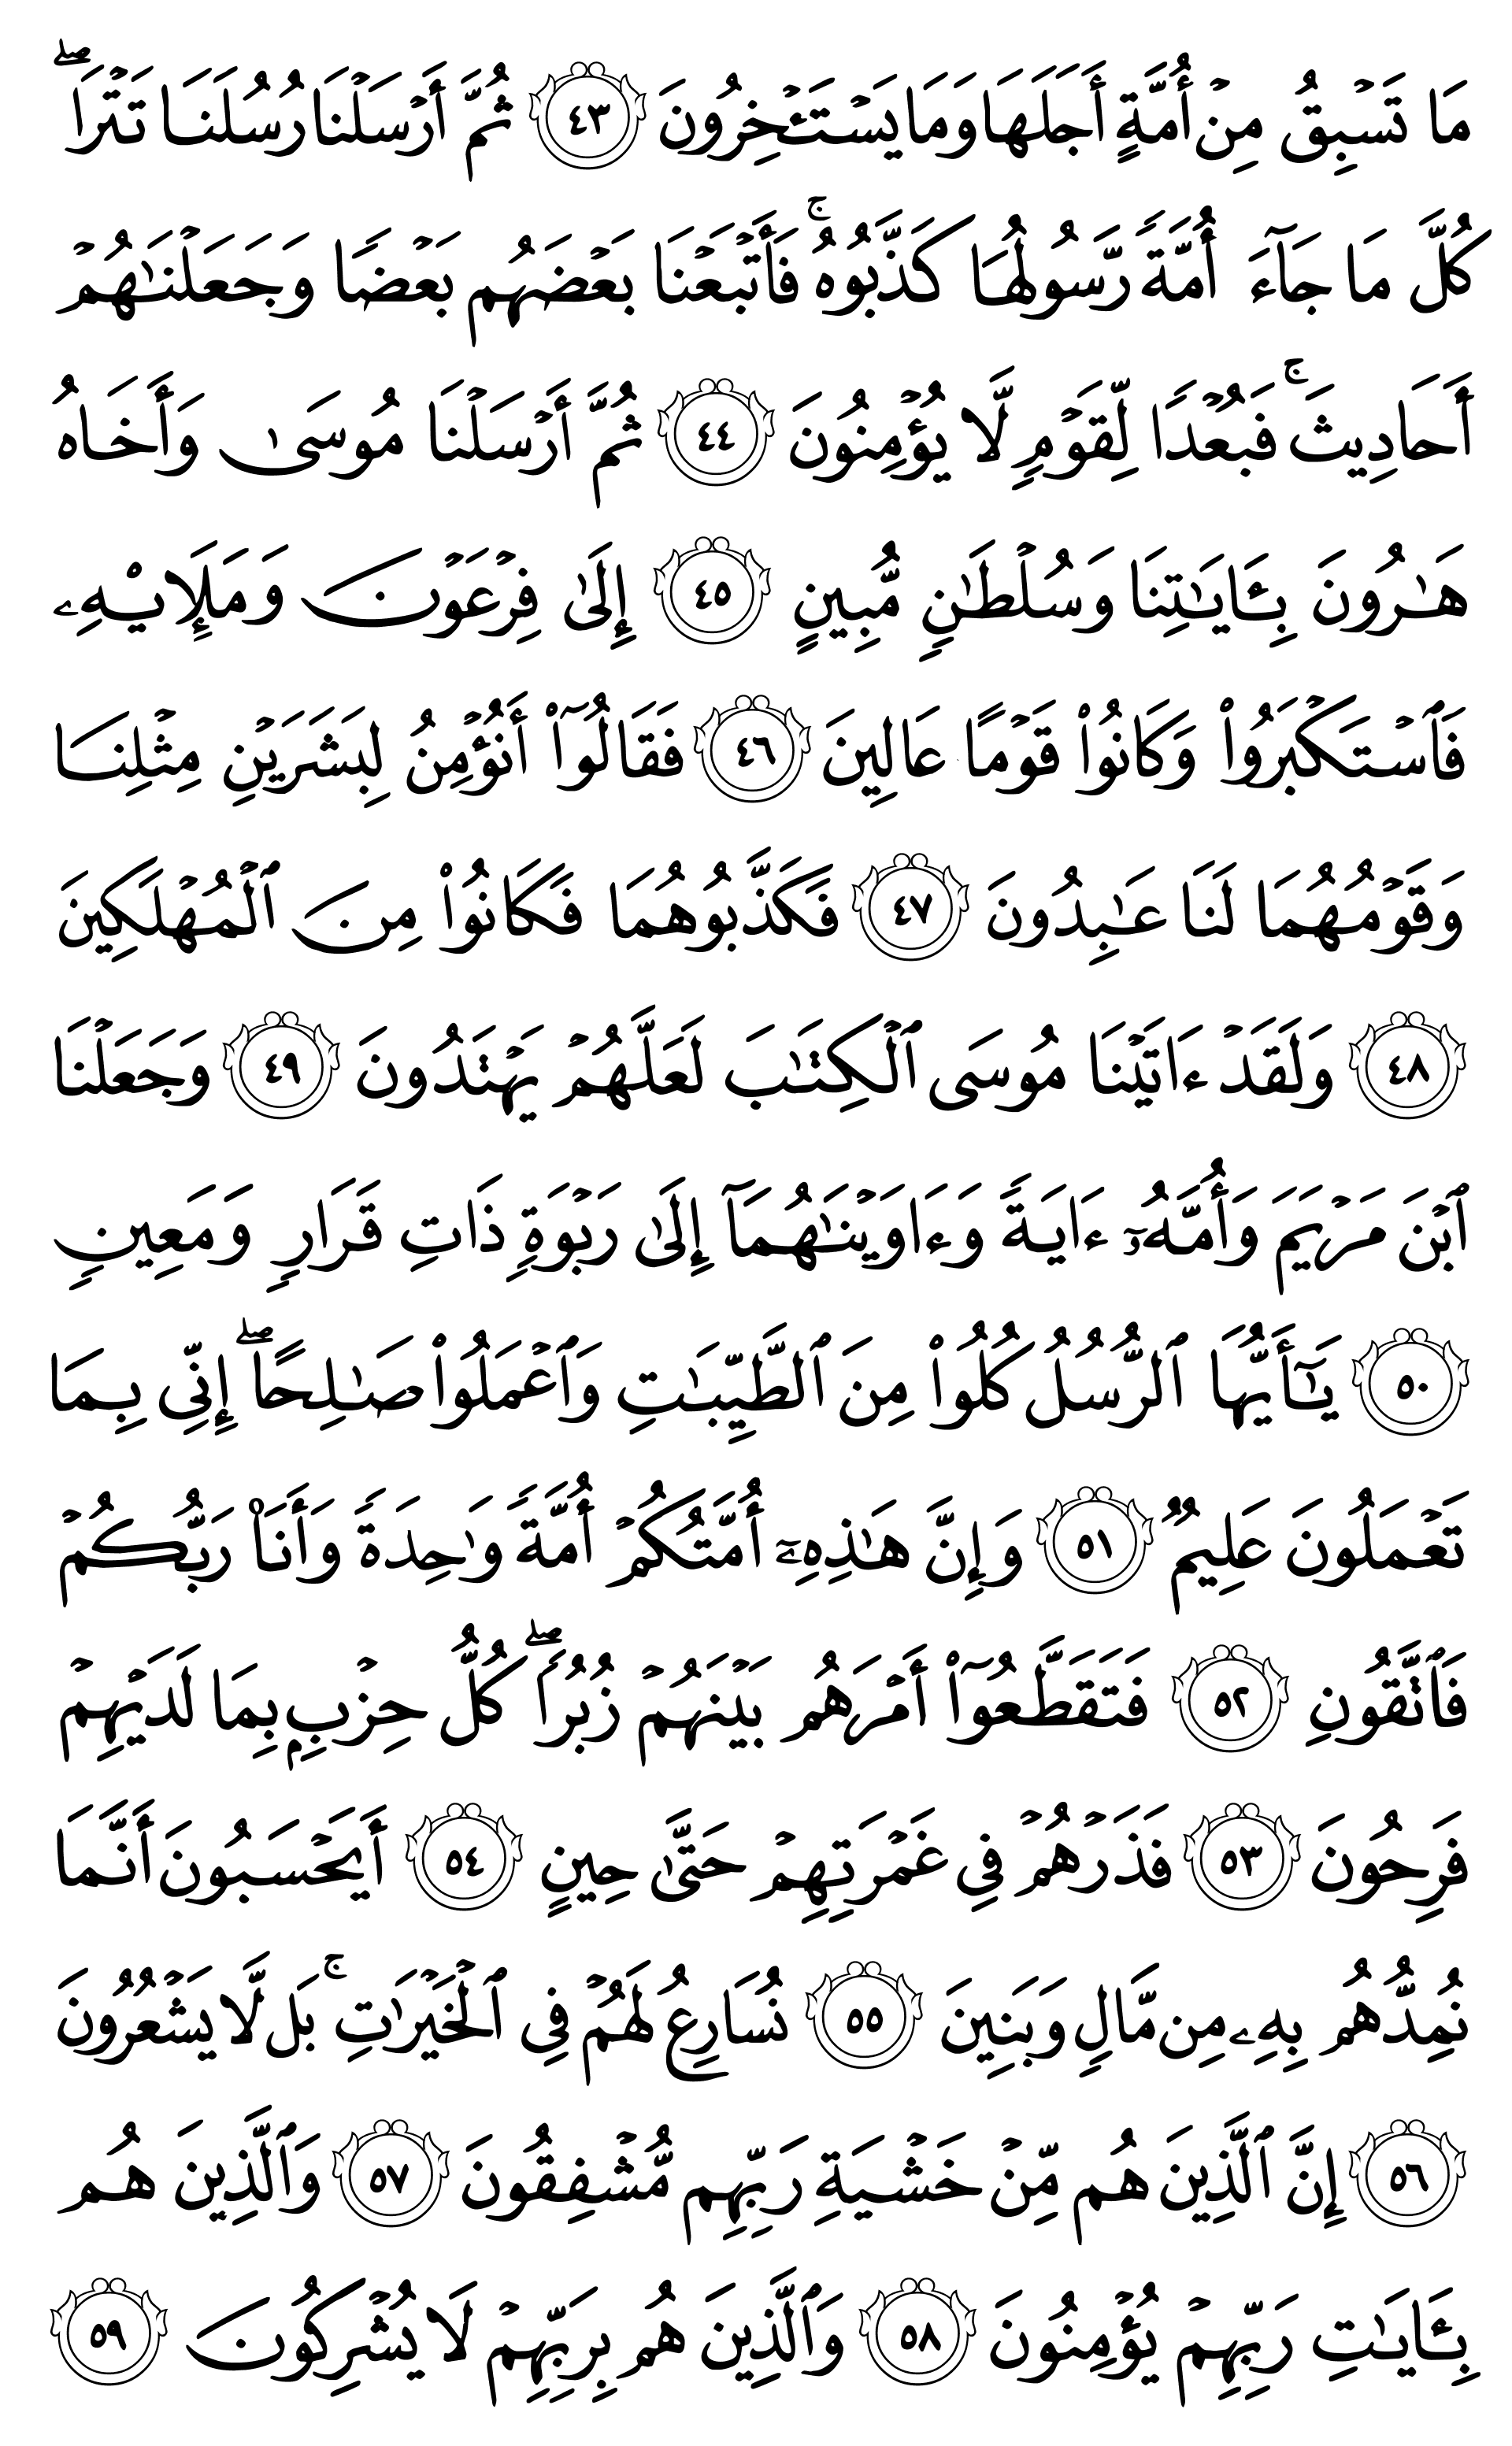 مَا تَسۡبِقُ مِنۡ أُمَّةٍ أَجَلَهَا وَمَا يَسۡتَـٔۡخِرُونَ ٤٣ ثُمَّ أَرۡسَلۡنَا رُسُلَنَا تَتۡرَاۖ
كُلَّ مَا جَآءَ أُمَّةٗ رَّسُولُهَا كَذَّبُوهُۚ فَأَتۡبَعۡنَا بَعۡضَهُم بَعۡضٗا وَجَعَلۡنَٰهُمۡ
أَحَادِيثَۚ فَبُعۡدٗا لِّقَوۡمٖ لَّا يُؤۡمِنُونَ ٤٤ ثُمَّ أَرۡسَلۡنَا مُوسَىٰ وَأَخَاهُ
هَٰرُونَ بِـَٔايَٰتِنَا وَسُلۡطَٰنٖ مُّبِينٍ ٤٥ إِلَىٰ فِرۡعَوۡنَ وَمَلَإِيْهِۦ
فَٱسۡتَكۡبَرُواْ وَكَانُواْ قَوۡمًا عَالِينَ ٤٦ فَقَالُوٓاْ أَنُؤۡمِنُ لِبَشَرَيۡنِ مِثۡلِنَا
وَقَوۡمُهُمَا لَنَا عَٰبِدُونَ ٤٧ فَكَذَّبُوهُمَا فَكَانُواْ مِنَ ٱلۡمُهۡلَكِينَ
٤٨ وَلَقَدۡ ءَاتَيۡنَا مُوسَى ٱلۡكِتَٰبَ لَعَلَّهُمۡ يَهۡتَدُونَ ٤٩ وَجَعَلۡنَا
ٱبۡنَ مَرۡيَمَ وَأُمَّهُۥٓ ءَايَةٗ وَءَاوَيۡنَٰهُمَآ إِلَىٰ رَبۡوَةٖ ذَاتِ قَرَارٖ وَمَعِينٖ
٥٠ يَٰٓأَيُّهَا ٱلرُّسُلُ كُلُواْ مِنَ ٱلطَّيِّبَٰتِ وَٱعۡمَلُواْ صَٰلِحًاۖ إِنِّي بِمَا
تَعۡمَلُونَ عَلِيمٞ ٥١ وَإِنَّ هَٰذِهِۦٓ أُمَّتُكُمۡ أُمَّةٗ وَٰحِدَةٗ وَأَنَا۠ رَبُّكُمۡ
فَٱتَّقُونِ ٥٢ فَتَقَطَّعُوٓاْ أَمۡرَهُم بَيۡنَهُمۡ زُبُرٗاۖ كُلُّ حِزۡبِۭ بِمَا لَدَيۡهِمۡ
فَرِحُونَ ٥٣ فَذَرۡهُمۡ فِي غَمۡرَتِهِمۡ حَتَّىٰ حِينٍ ٥٤ أَيَحۡسَبُونَ أَنَّمَا
نُمِدُّهُم بِهِۦ مِن مَّالٖ وَبَنِينَ ٥٥ نُسَارِعُ لَهُمۡ فِي ٱلۡخَيۡرَٰتِۚ بَل لَّا يَشۡعُرُونَ
٥٦ إِنَّ ٱلَّذِينَ هُم مِّنۡ خَشۡيَةِ رَبِّهِم مُّشۡفِقُونَ ٥٧ وَٱلَّذِينَ هُم
بِـَٔايَٰتِ رَبِّهِمۡ يُؤۡمِنُونَ ٥٨ وَٱلَّذِينَ هُم بِرَبِّهِمۡ لَا يُشۡرِكُونَ ٥٩